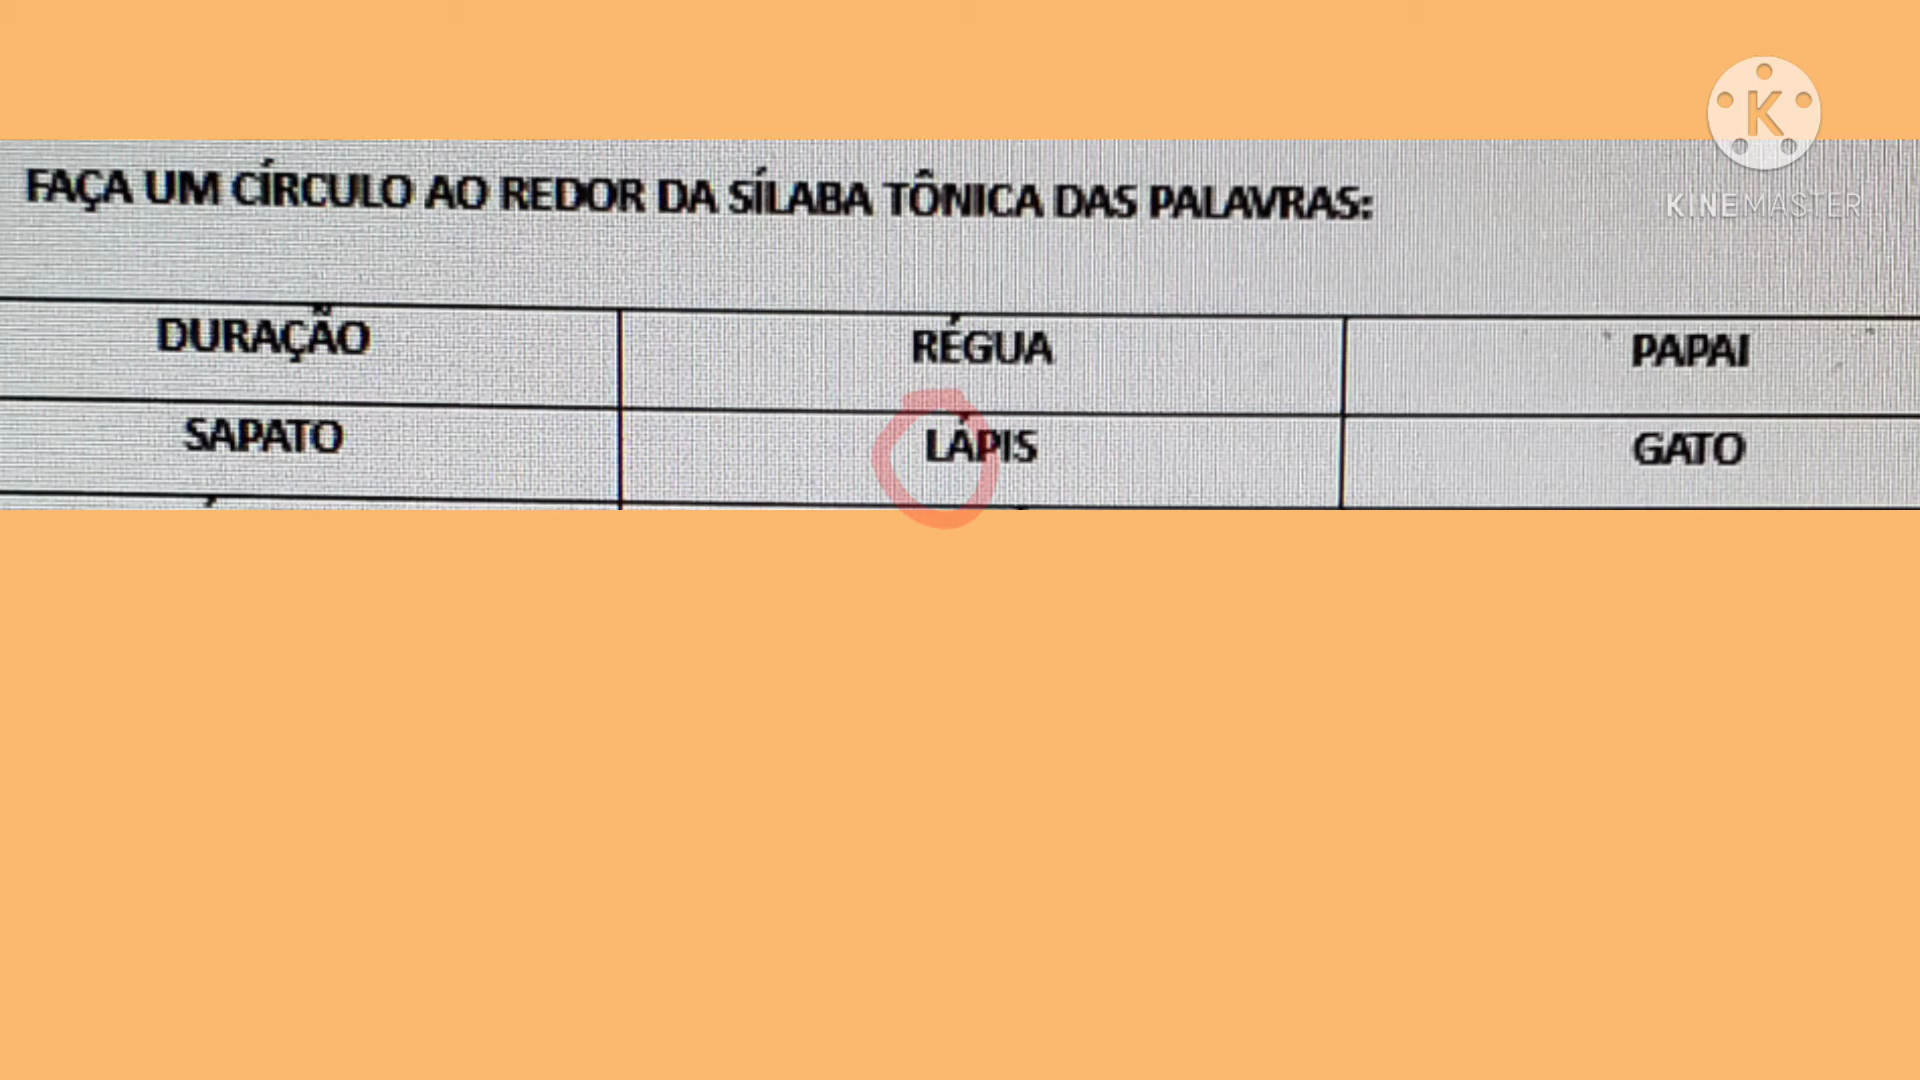 K
KINEMASTER
FAÇA UM CÍRCULO AO REDOR DA SÍLABA TÔNICA DAS PALAVRAS:
DURAÇÃO RÉGUA PAPAI
SAPATO LÁPIS GATO